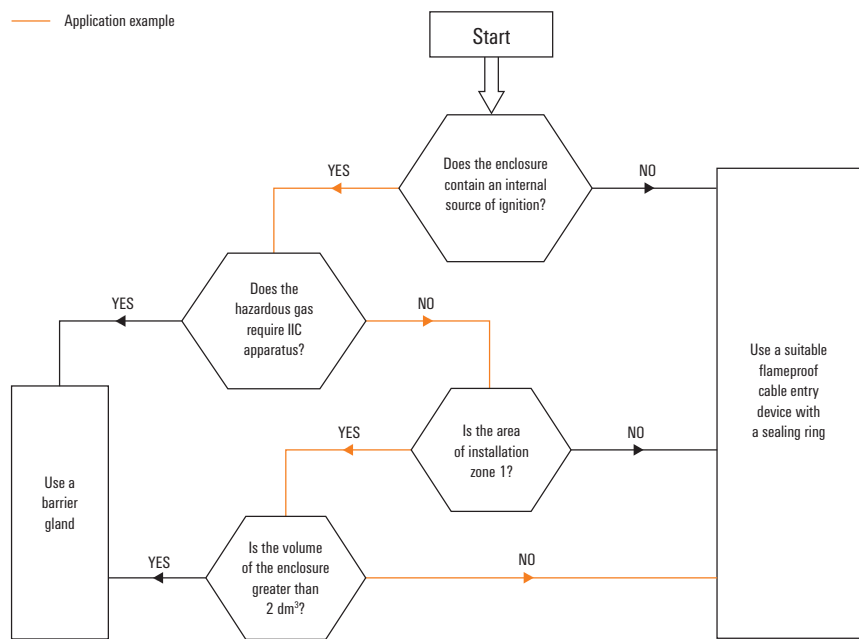 Application example
Start
Does the enclosure
contain an internal
source of ignition?
YES
NO
Does the
hazardous gas
require IIC
apparatus?
YES
NO
Use a suitable
flameproof
cable entry
device with
a sealing ring
Is the area
of installation
zone 1?
YES
NO
Use a
barrier
gland
Is the volume
of the enclosure
greater than
2 dm³?
YES
NO